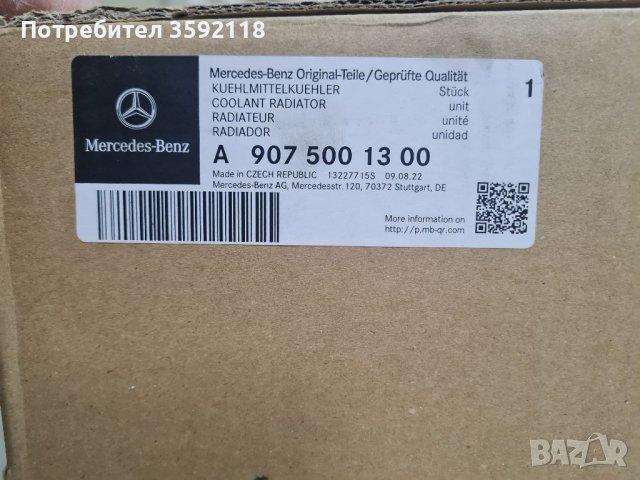 Потребител 3592118
Mercedes-Benz
Mercedes-Benz Original-Teile/Geprüfte Qualität
KUEHLMITTELKUEHLER Stück 1
COOLANT RADIATOR unit
RADIATEUR unité
RADIADOR unidad
A 907 500 13 00
Made in CZECH REPUBLIC 13227715S 09.08.22
Mercedes-Benz AG, Mercedesstr. 120, 70372 Stuttgart, DE
More information on
http://p.mb-qr.com
BAZAR